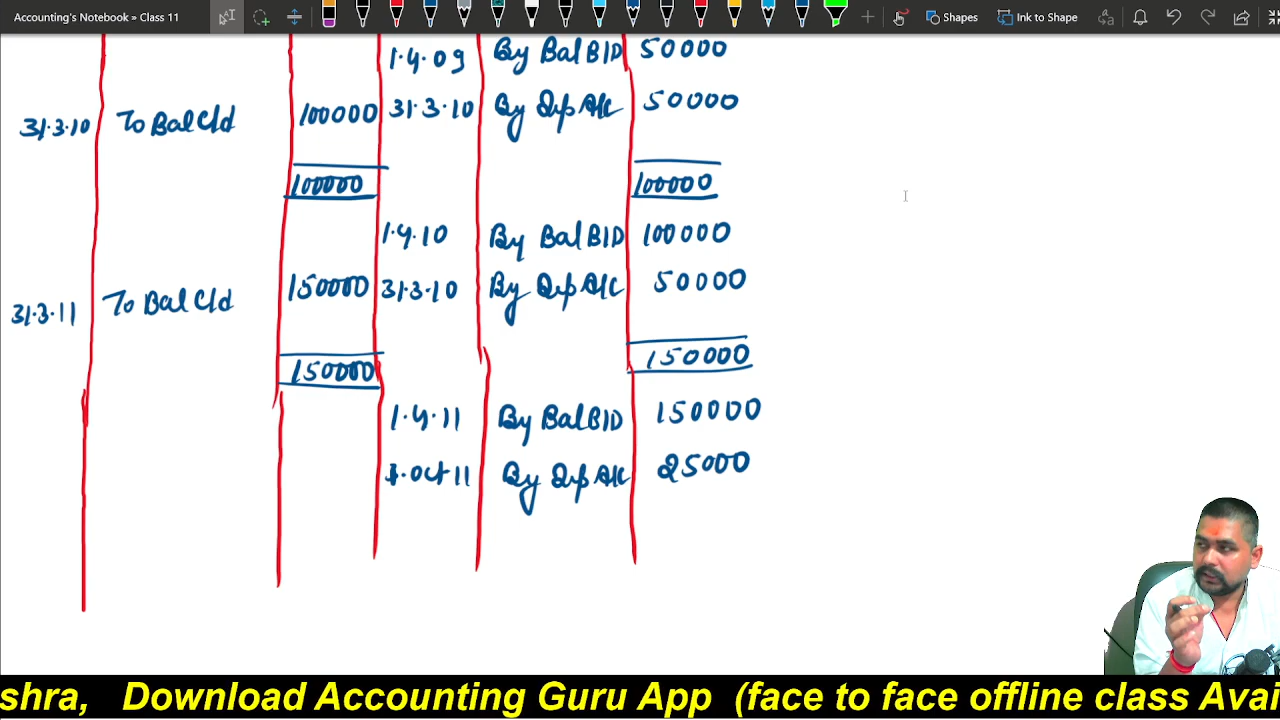 Accounting's Notebook » Class 11
Shapes
Ink to Shape
1.4.09 By Bal B/D 50000
31.3.10 To Bal C/d 100000 31.3.10 By Dep A/C 50000
100000 100000
1.4.10 By Bal B/D 100000
31.3.11 To Bal C/d 150000 31.3.10 By Dep A/C 50000
150000 150000
1.4.11 By Bal B/D 150000
1.Oct 11 By Dep A/C 25000
shra, Download Accounting Guru App (face to face offline class Avai